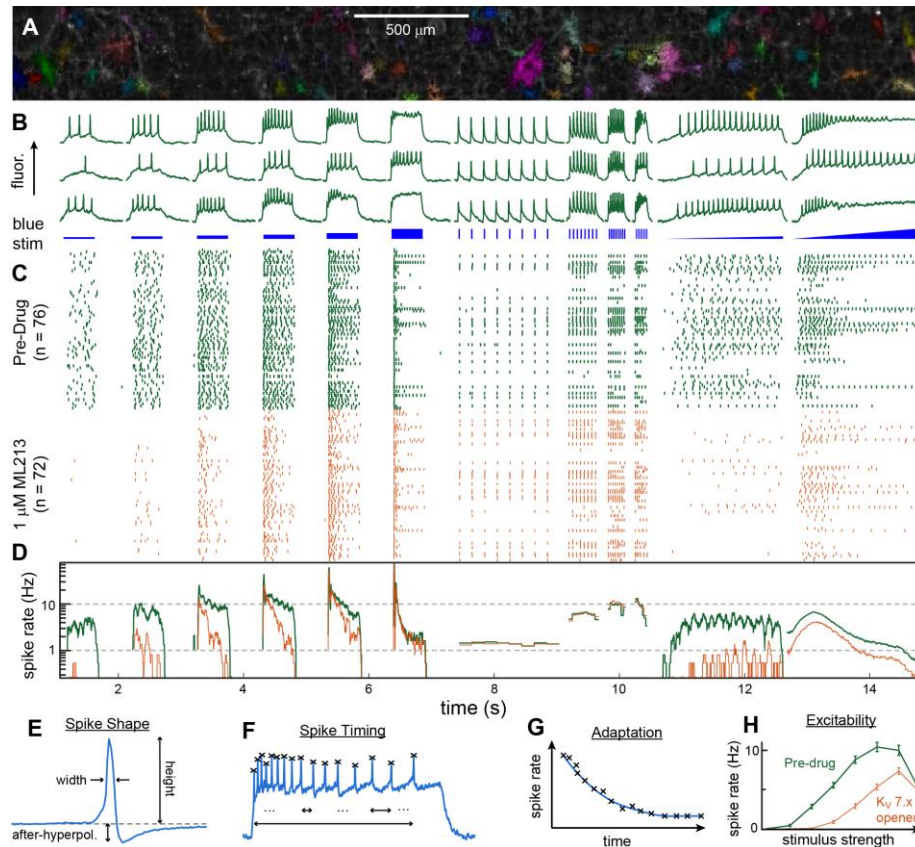 A
500 μm
B
fluor.
blue
stim
C
Pre-Drug
(n = 76)
1 μM ML213
(n = 72)
D
spike rate (Hz)
10
1
2
4
6
8
10
12
14
time (s)
E
Spike Shape
width
height
after-hyperpol.
F
Spike Timing
...
...
...
G
Adaptation
spike rate
time
H
Excitability
spike rate (Hz)
10
0
Pre-drug
KV 7.x
opener
stimulus strength